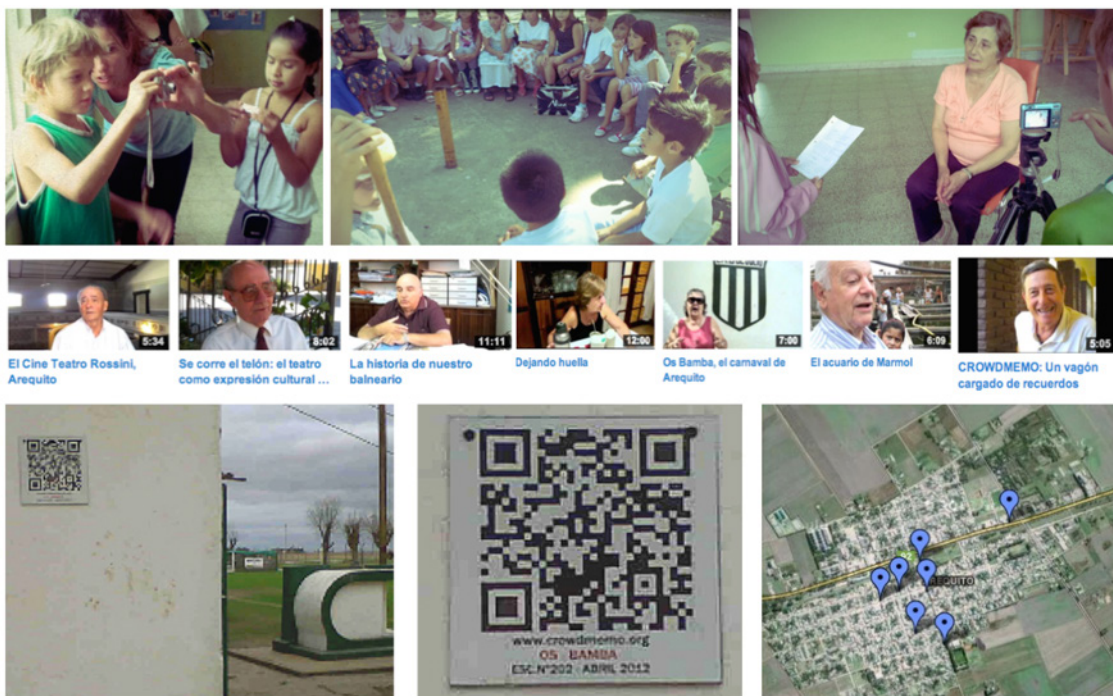 5:34
8:02
11:11
12:00
7:00
6:09
5:05
El Cine Teatro Rossini,
Arequito
Se corre el telón: el teatro
como expresión cultural ...
La historia de nuestro
balneario
Dejando huella
Os Bamba, el carnaval de
Arequito
El acuario de Marmol
CROWDMEMO: Un vagón
cargado de recuerdos
www.crowdmemo.org
OS BAMBA
ESC.Nº202 - ABRIL 2012
AREQUITO